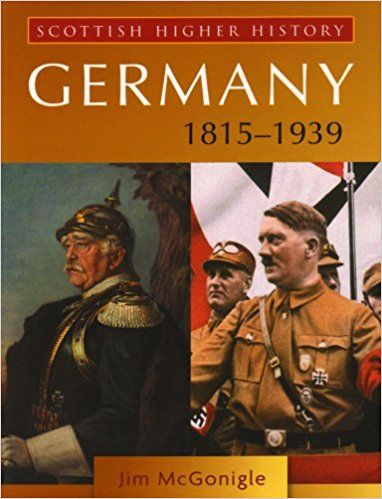 SCOTTISH HIGHER HISTORY
GERMANY
1815–1939
Jim McGonigle